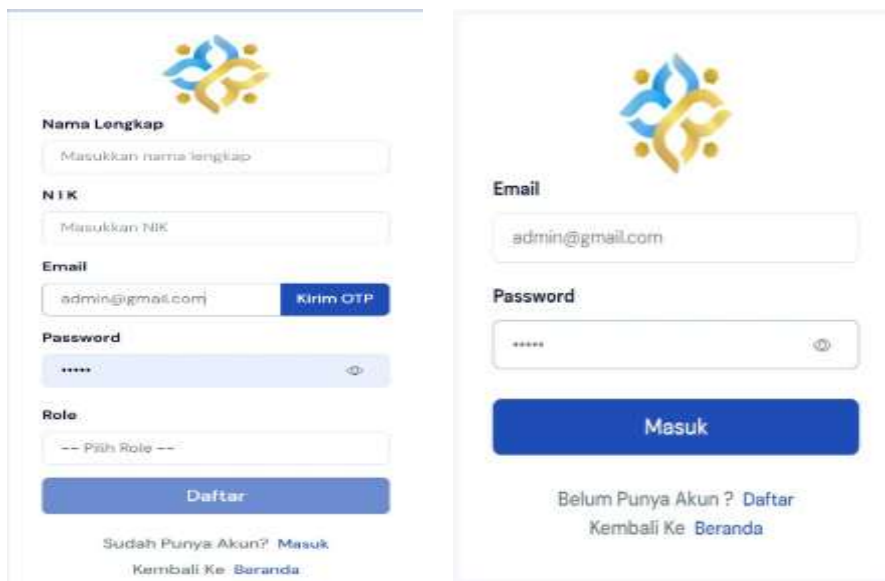 Nama Lengkap
Masukkan nama lengkap
NIK
Masukkan NIK
Email
admin@gmail.com
Kirim OTP
Password
•••••
Role
-- Pilih Role --
Daftar
Sudah Punya Akun? Masuk
Kembali Ke Beranda
Email
admin@gmail.com
Password
•••••
Masuk
Belum Punya Akun ? Daftar
Kembali Ke Beranda